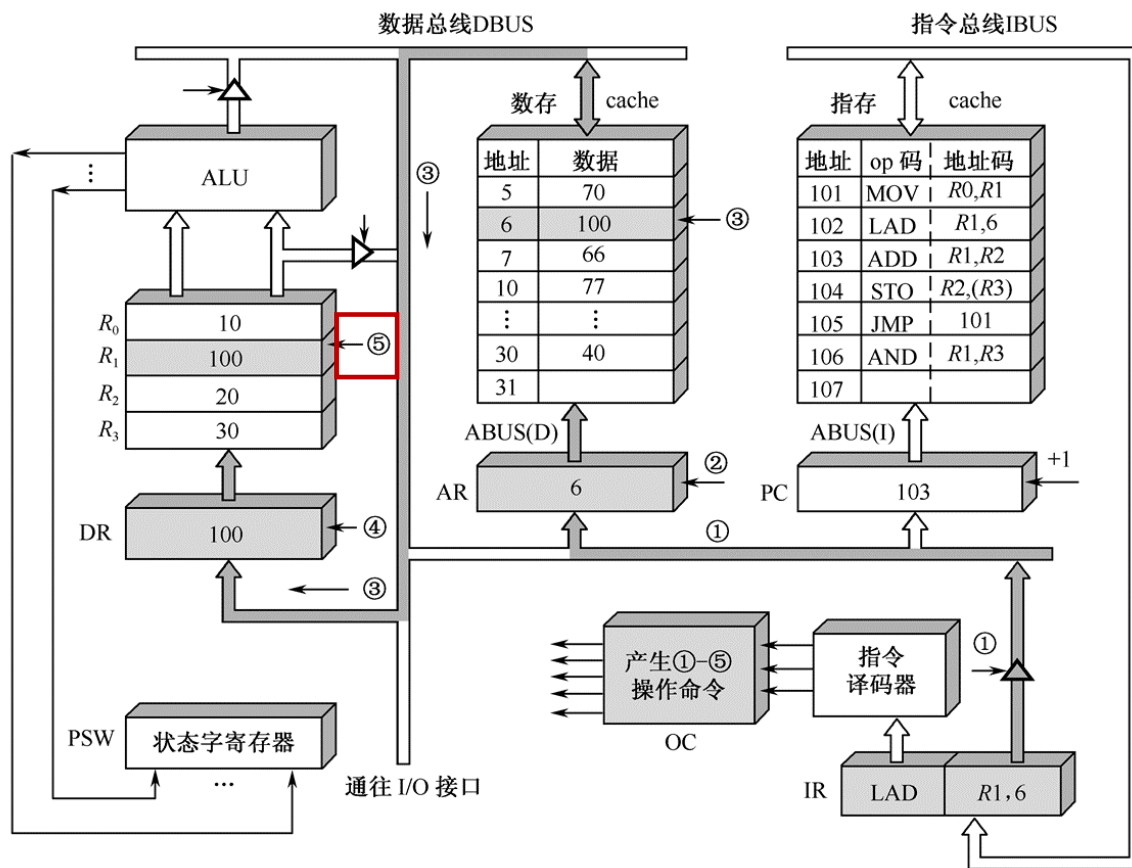 数据总线DBUS
指令总线IBUS
数存 cache
指存 cache
ALU
⋮
③
地址 数据
5 70
6 100
7 66
10 77
⋮ ⋮
30 40
31
③
地址 op 码 地址码
101 MOV R0,R1
102 LAD R1,6
103 ADD R1,R2
104 STO R2,(R3)
105 JMP 101
106 AND R1,R3
107
R0 10
R1 100
R2 20
R3 30
⑤
ABUS(D)
ABUS(I)
AR 6
②
PC 103
+1
DR 100
④
①
③
产生①-⑤
操作命令
OC
指令
译码器
①
PSW 状态字寄存器
...
通往 I/O 接口
IR LAD R1,6